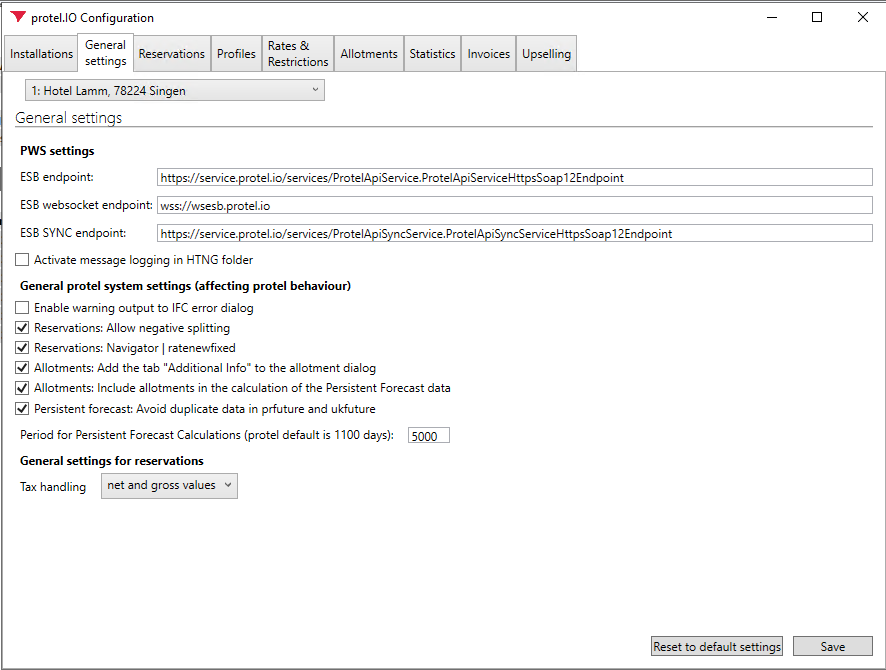 protel.IO Configuration
Installations
General settings
Reservations
Profiles
Rates & Restrictions
Allotments
Statistics
Invoices
Upselling
1: Hotel Lamm, 78224 Singen
General settings
PWS settings
ESB endpoint: https://service.protel.io/services/ProtelApiService.ProtelApiServiceHttpsSoap12Endpoint
ESB websocket endpoint: wss://wsesb.protel.io
ESB SYNC endpoint: https://service.protel.io/services/ProtelApiSyncService.ProtelApiSyncServiceHttpsSoap12Endpoint
Activate message logging in HTNG folder
General protel system settings (affecting protel behaviour)
Enable warning output to IFC error dialog
Reservations: Allow negative splitting
Reservations: Navigator | ratenewfixed
Allotments: Add the tab "Additional Info" to the allotment dialog
Allotments: Include allotments in the calculation of the Persistent Forecast data
Persistent forecast: Avoid duplicate data in prfuture and ukfuture
Period for Persistent Forecast Calculations (protel default is 1100 days): 5000
General settings for reservations
Tax handling net and gross values
Reset to default settings
Save